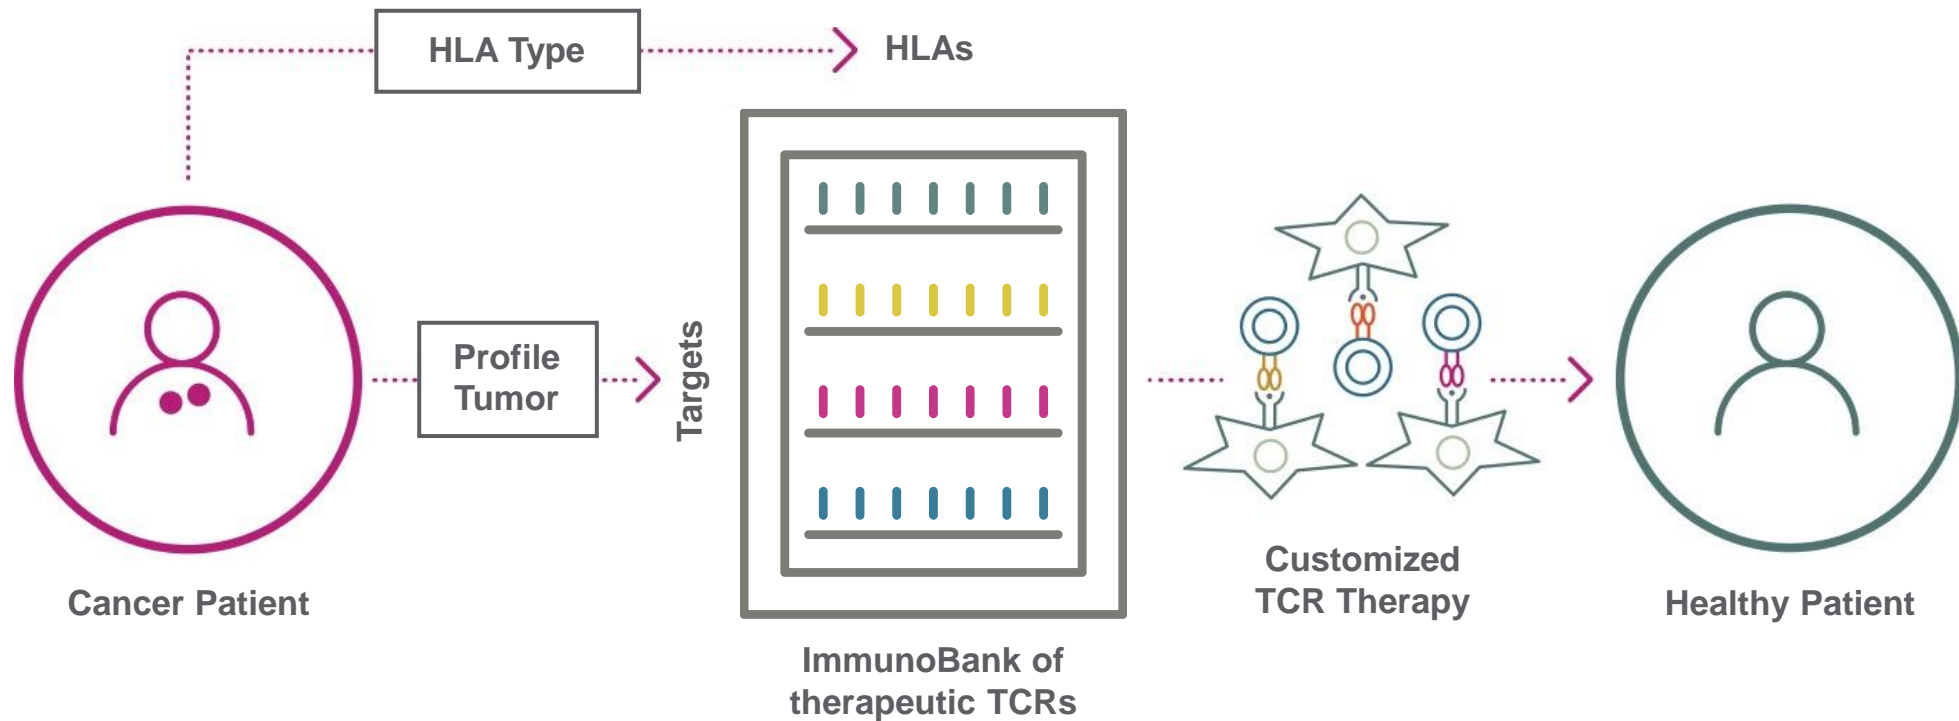 HLA Type
HLAs
Profile
Tumor
Targets
Cancer Patient
ImmunoBank of
therapeutic TCRs
Customized
TCR Therapy
Healthy Patient